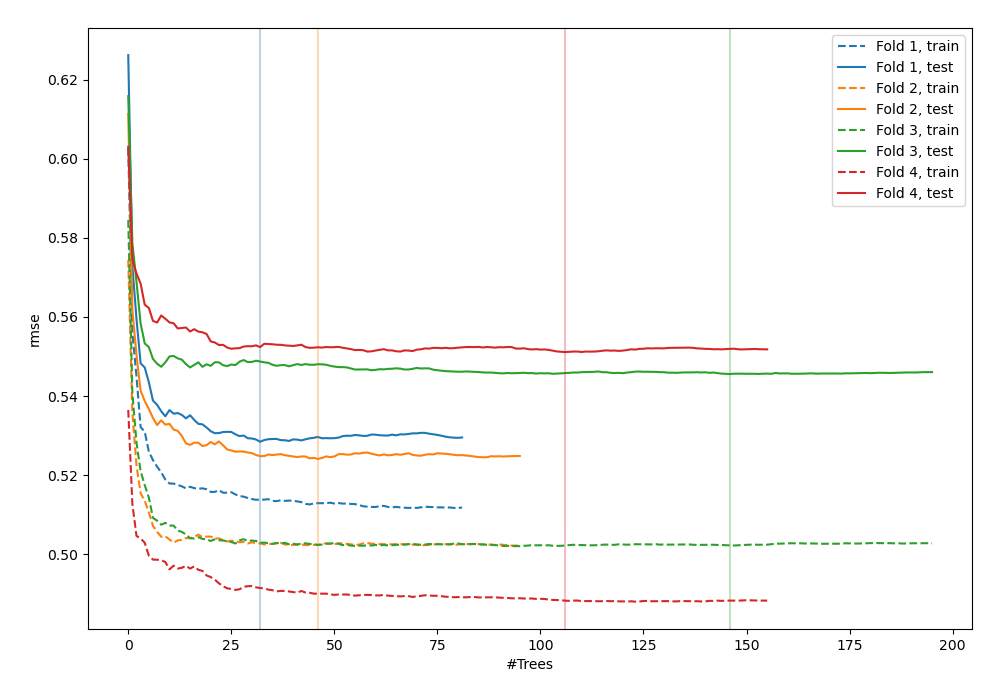 rmse
0.62
0.60
0.58
0.56
0.54
0.52
0.50
0
25
50
75
100
125
150
175
200
#Trees
Fold 1, train
Fold 1, test
Fold 2, train
Fold 2, test
Fold 3, train
Fold 3, test
Fold 4, train
Fold 4, test